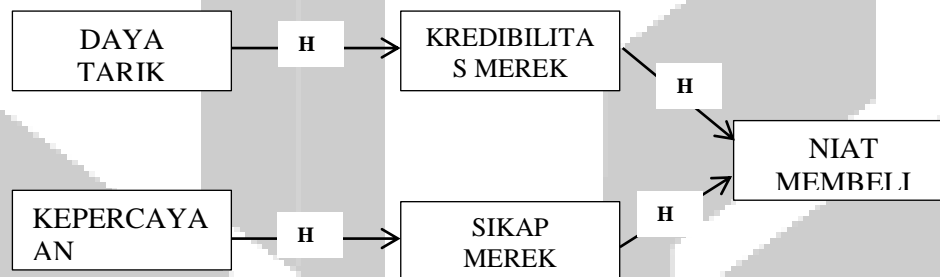 DAYA
TARIK
H
KREDIBILITA
S MEREK
H
NIAT
MEMBELI
KEPERCAYA
AN
H
SIKAP
MEREK
H